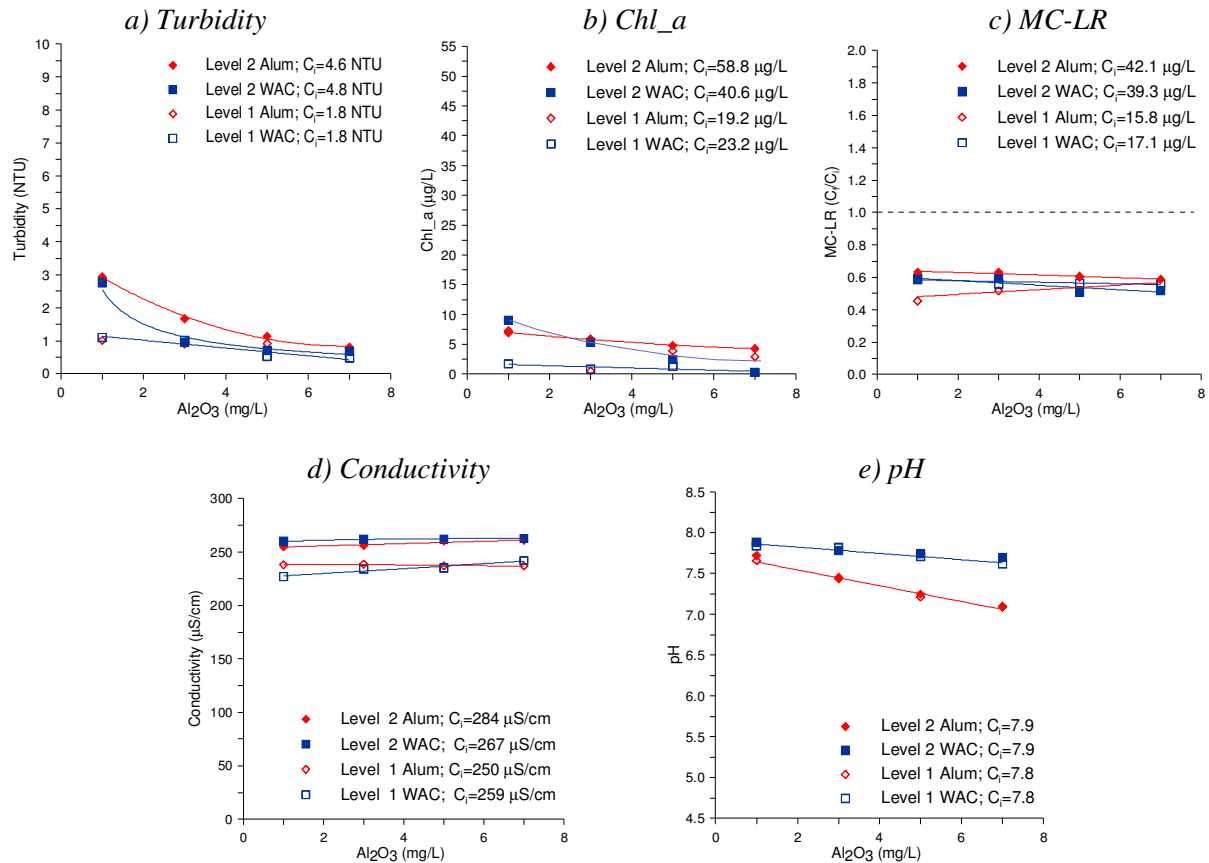 a) Turbidity
10
9
8
7
6
5
4
3
2
1
0
Turbidity (NTU)
Level 2 Alum; Cᵢ=4.6 NTU
Level 2 WAC; Cᵢ=4.8 NTU
Level 1 Alum; Cᵢ=1.8 NTU
Level 1 WAC; Cᵢ=1.8 NTU
0 2 4 6 8
Al₂O₃ (mg/L)
b) Chl_a
55
50
45
40
35
30
25
20
15
10
5
0
Chl_a (µg/L)
Level 2 Alum; Cᵢ=58.8 µg/L
Level 2 WAC; Cᵢ=40.6 µg/L
Level 1 Alum; Cᵢ=19.2 µg/L
Level 1 WAC; Cᵢ=23.2 µg/L
0 2 4 6 8
Al₂O₃ (mg/L)
c) MC-LR
2.0
1.8
1.6
1.4
1.2
1.0
0.8
0.6
0.4
0.2
0.0
MC-LR (Cf/Cᵢ)
Level 2 Alum; Cᵢ=42.1 µg/L
Level 2 WAC; Cᵢ=39.3 µg/L
Level 1 Alum; Cᵢ=15.8 µg/L
Level 1 WAC; Cᵢ=17.1 µg/L
0 2 4 6 8
Al₂O₃ (mg/L)
d) Conductivity
300
250
200
150
100
50
0
Conductivity (µS/cm)
Level 2 Alum; Cᵢ=284 µS/cm
Level 2 WAC; Cᵢ=267 µS/cm
Level 1 Alum; Cᵢ=250 µS/cm
Level 1 WAC; Cᵢ=259 µS/cm
0 2 4 6 8
Al₂O₃ (mg/L)
e) pH
8.5
8.0
7.5
7.0
6.5
6.0
5.5
5.0
4.5
pH
Level 2 Alum; Cᵢ=7.9
Level 2 WAC; Cᵢ=7.9
Level 1 Alum; Cᵢ=7.8
Level 1 WAC; Cᵢ=7.8
0 2 4 6 8
Al₂O₃ (mg/L)